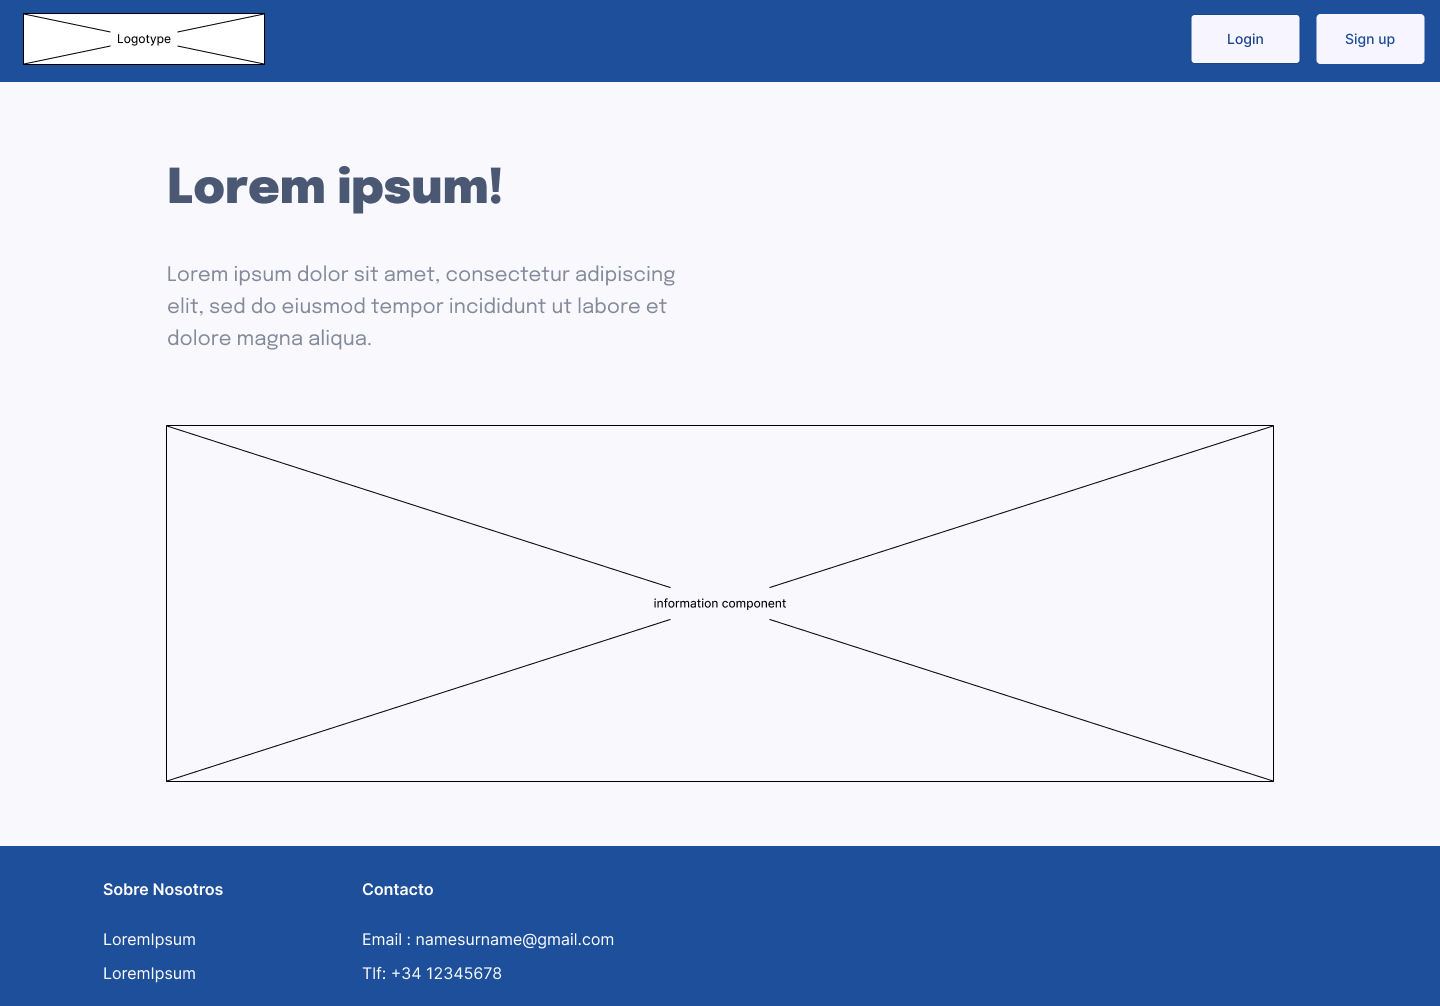 Logotype
Login
Sign up
Lorem ipsum!
Lorem ipsum dolor sit amet, consectetur adipiscing
elit, sed do eiusmod tempor incididunt ut labore et
dolore magna aliqua.
information component
Sobre Nosotros
LoremIpsum
LoremIpsum
Contacto
Email : namesurname@gmail.com
Tlf: +34 12345678